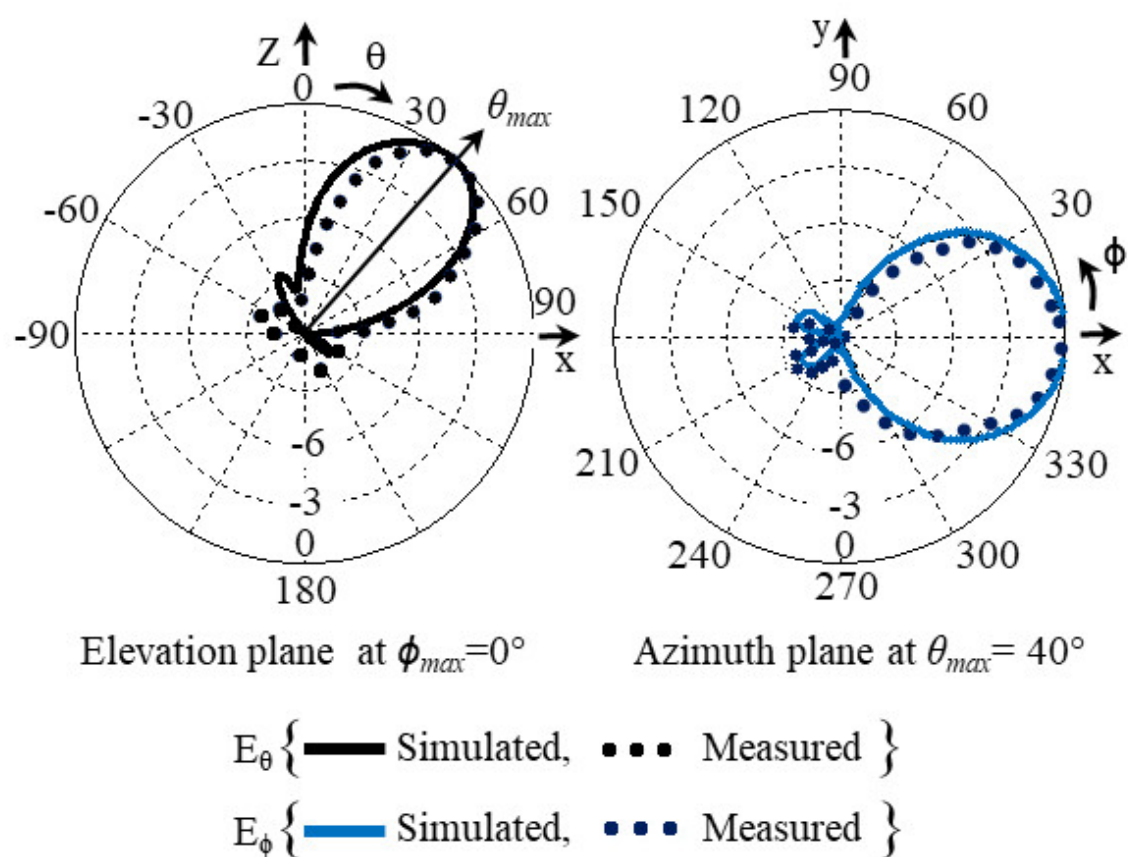 Z
θ
0
30
θmax
-30
-60
60
-90
90
x
-6
-3
0
180
y
90
120
60
150
30
ϕ
x
-6
210
330
-3
240
0
300
270
Elevation plane at ϕmax=0°
Azimuth plane at θmax= 40°
Eθ { Simulated, Measured }
Eϕ { Simulated, Measured }